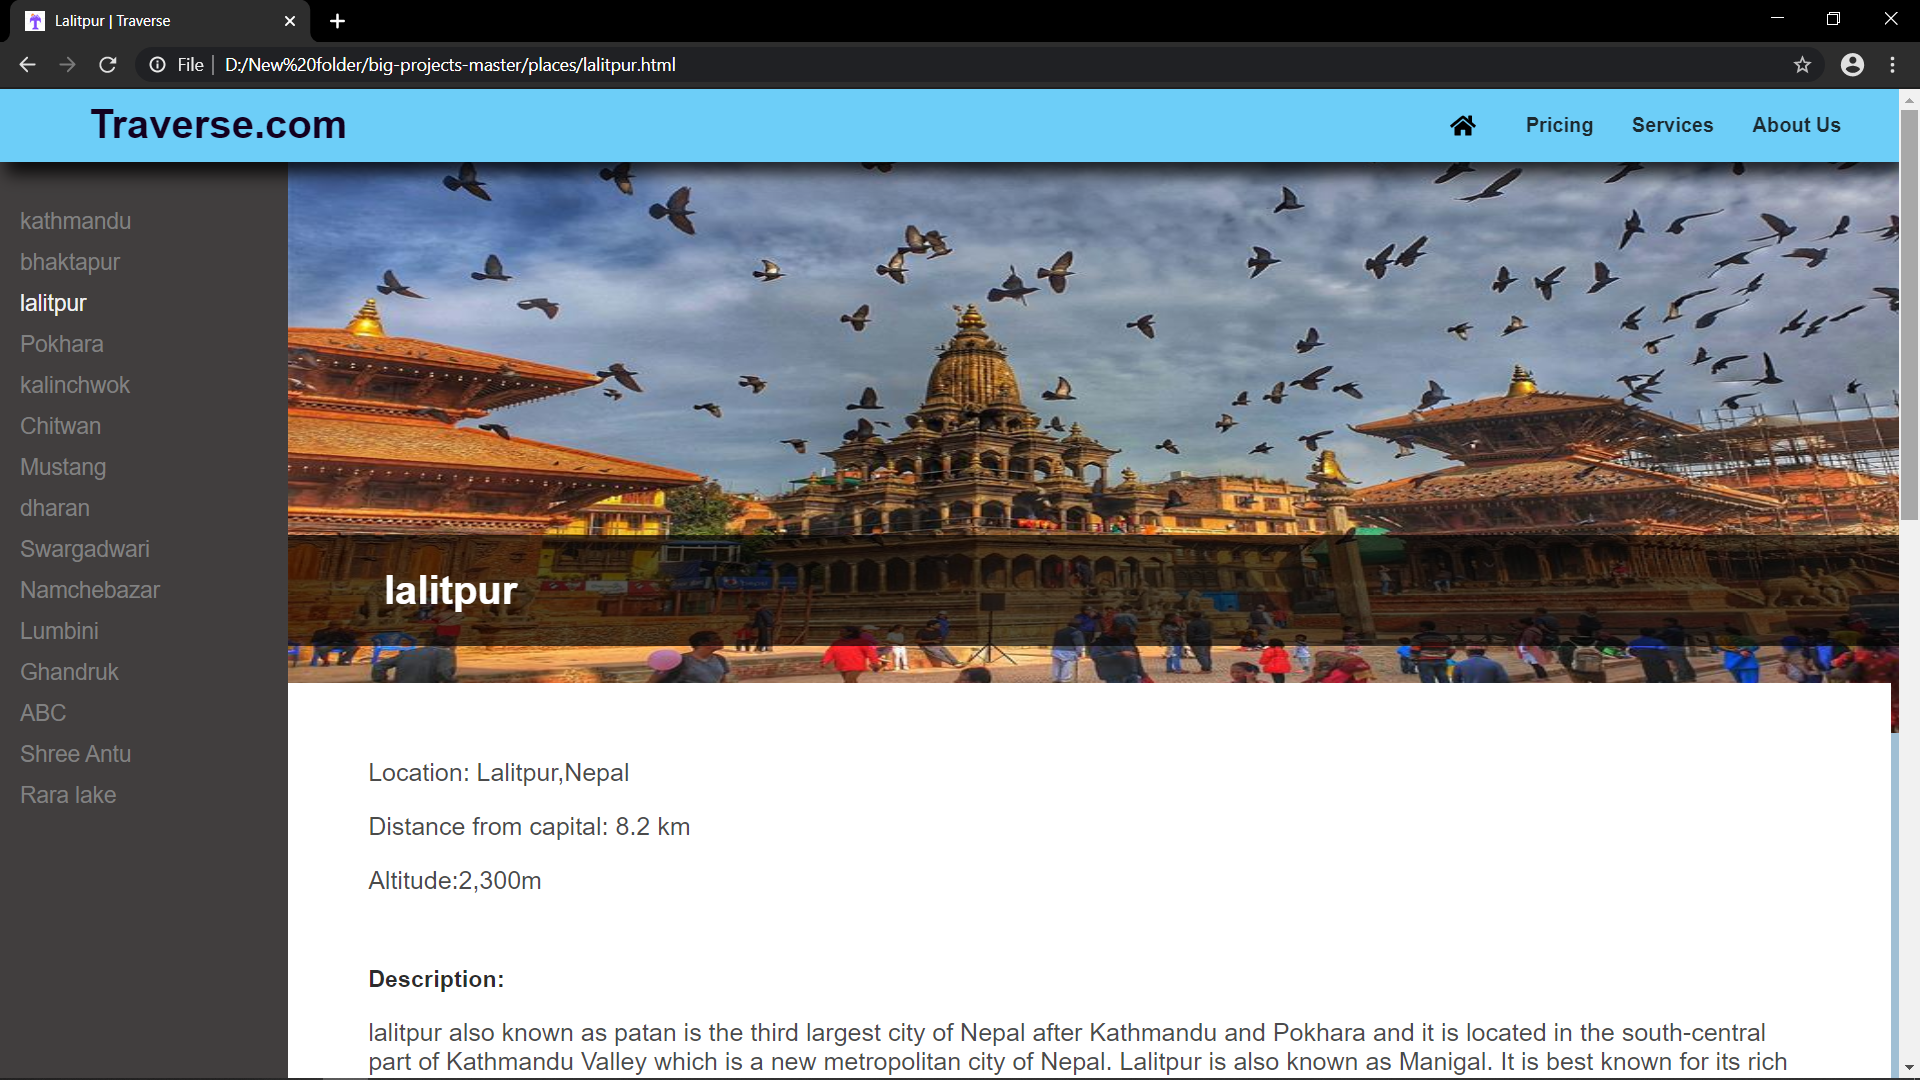 Lalitpur | Traverse
File
D:/New%20folder/big-projects-master/places/lalitpur.html
Traverse.com
Pricing
Services
About Us
kathmandu
bhaktapur
lalitpur
Pokhara
kalinchwok
Chitwan
Mustang
dharan
Swargadwari
Namchebazar
Lumbini
Ghandruk
ABC
Shree Antu
Rara lake
lalitpur
Location: Lalitpur,Nepal
Distance from capital: 8.2 km
Altitude:2,300m
Description:
lalitpur also known as patan is the third largest city of Nepal after Kathmandu and Pokhara and it is located in the south-central
part of Kathmandu Valley which is a new metropolitan city of Nepal. Lalitpur is also known as Manigal. It is best known for its rich